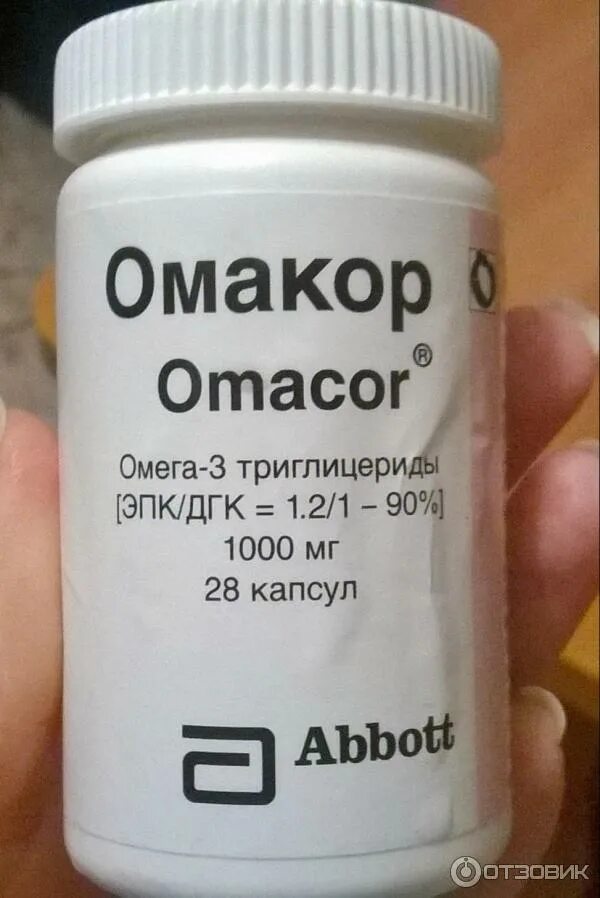 Омакор
Omacor®
Омега-3 триглицериды
[ЭПК/ДГК = 1.2/1 – 90%]
1000 мг
28 капсул
Abbott
ОТЗОВИК